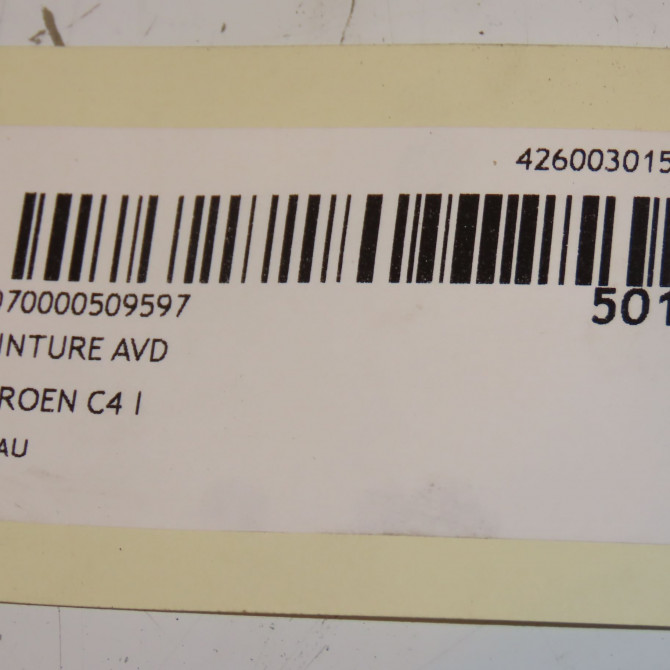 426003015
070000509597
501
INTURE AVD
ROEN C4 I
AU